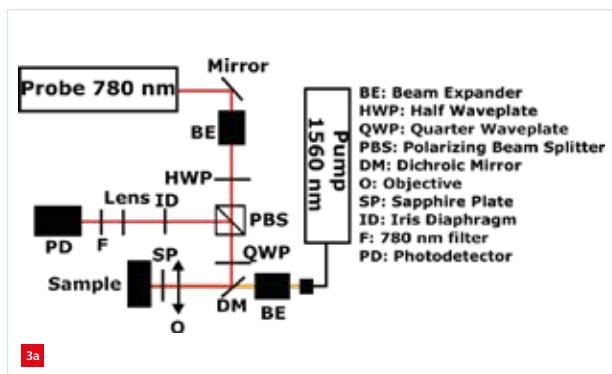 Probe 780 nm
Mirror
BE
HWP
PBS
Lens
ID
PD
F
QWP
SP
Sample
O
DM
BE
Pump
1560 nm
BE: Beam Expander
HWP: Half Waveplate
QWP: Quarter Waveplate
PBS: Polarizing Beam Splitter
DM: Dichroic Mirror
O: Objective
SP: Sapphire Plate
ID: Iris Diaphragm
F: 780 nm filter
PD: Photodetector
3a